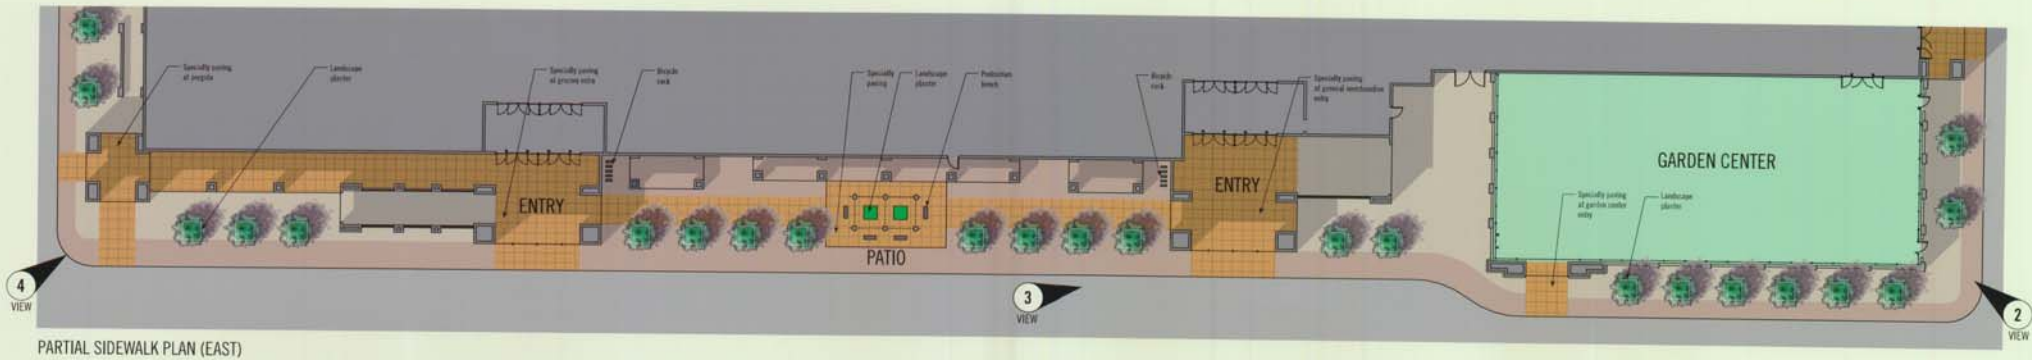 Specialty paving
at pergola
Landscape
planter
Specialty paving
at grocery entry
Bicycle
rack
Specialty
paving
Landscape
planter
Pedestrian
bench
Bicycle
rack
Specialty paving
at general merchandise
entry
GARDEN CENTER
ENTRY
ENTRY
Specialty paving
at garden center
entry
Landscape
planter
PATIO
4
VIEW
3
VIEW
2
VIEW
PARTIAL SIDEWALK PLAN (EAST)